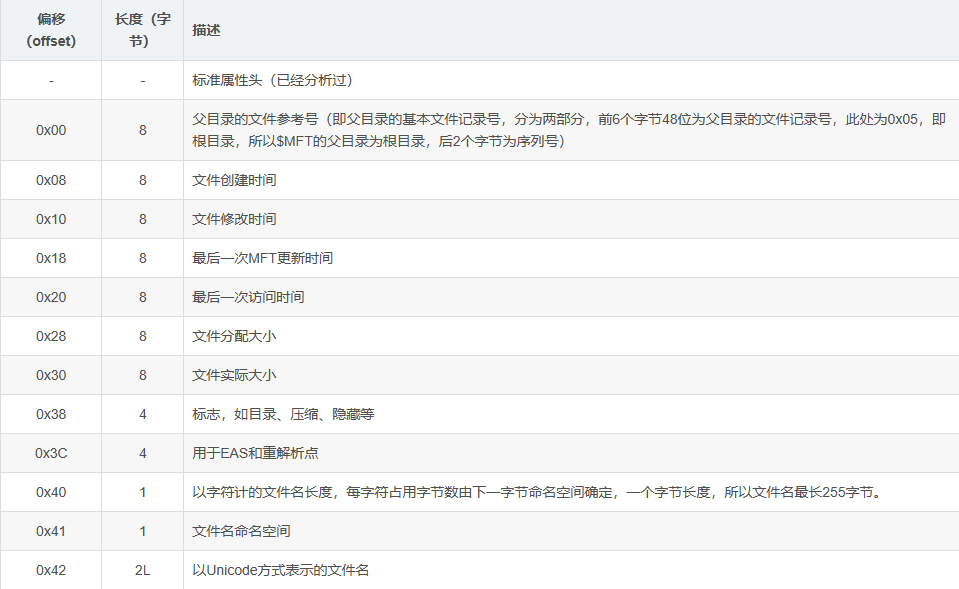 偏移 长度（字 描述
（offset） 节）
- - 标准属性头（已经分析过）
0x00 8 父目录的文件参考号（即父目录的基本文件记录号，分为两部分，前6个字节48位为父目录的文件记录号，此处为0x05，即
根目录，所以$MFT的父目录为根目录，后2个字节为序列号）
0x08 8 文件创建时间
0x10 8 文件修改时间
0x18 8 最后一次MFT更新时间
0x20 8 最后一次访问时间
0x28 8 文件分配大小
0x30 8 文件实际大小
0x38 4 标志，如目录、压缩、隐藏等
0x3C 4 用于EAS和重解析点
0x40 1 以字符计的文件名长度，每字符占用字节数由下一字节命名空间确定，一个字节长度，所以文件名最长255字节。
0x41 1 文件名命名空间
0x42 2L 以Unicode方式表示的文件名